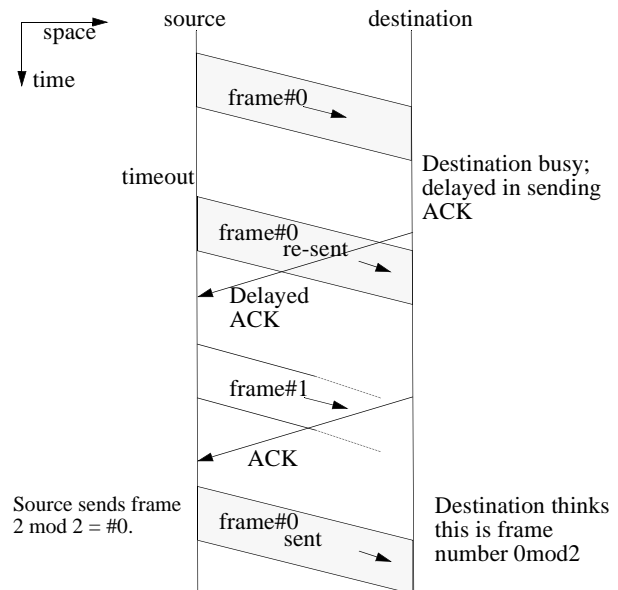 source
destination
space
time
frame#0
timeout
Destination busy;
delayed in sending
ACK
frame#0
re-sent
Delayed
ACK
frame#1
ACK
Source sends frame
2 mod 2 = #0.
frame#0
sent
Destination thinks
this is frame
number 0mod2